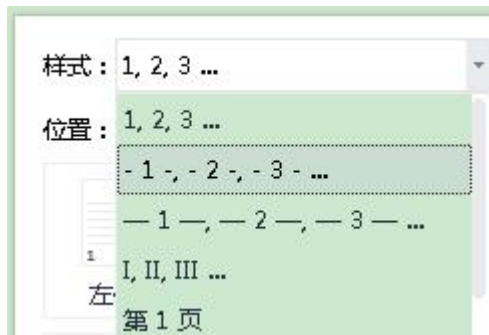 样式：1, 2, 3 ...
位置：
1, 2, 3 ...
- 1 -, - 2 -, - 3 - ...
— 1 —, — 2 —, — 3 — ...
1
I, II, III ...
左
第 1 页